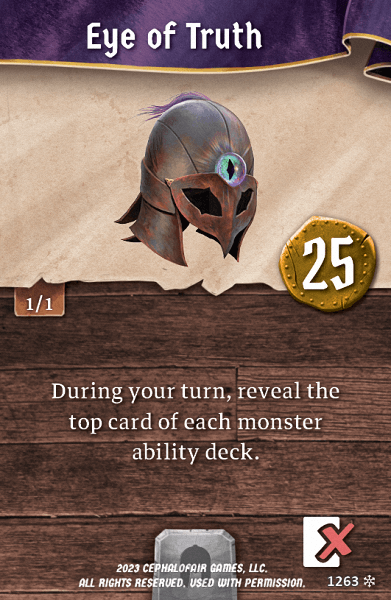 Eye of Truth
25
1/1
During your turn, reveal the
top card of each monster
ability deck.
2023 CEPHALOFAIR GAMES, LLC.
ALL RIGHTS RESERVED. USED WITH PERMISSION.
1263